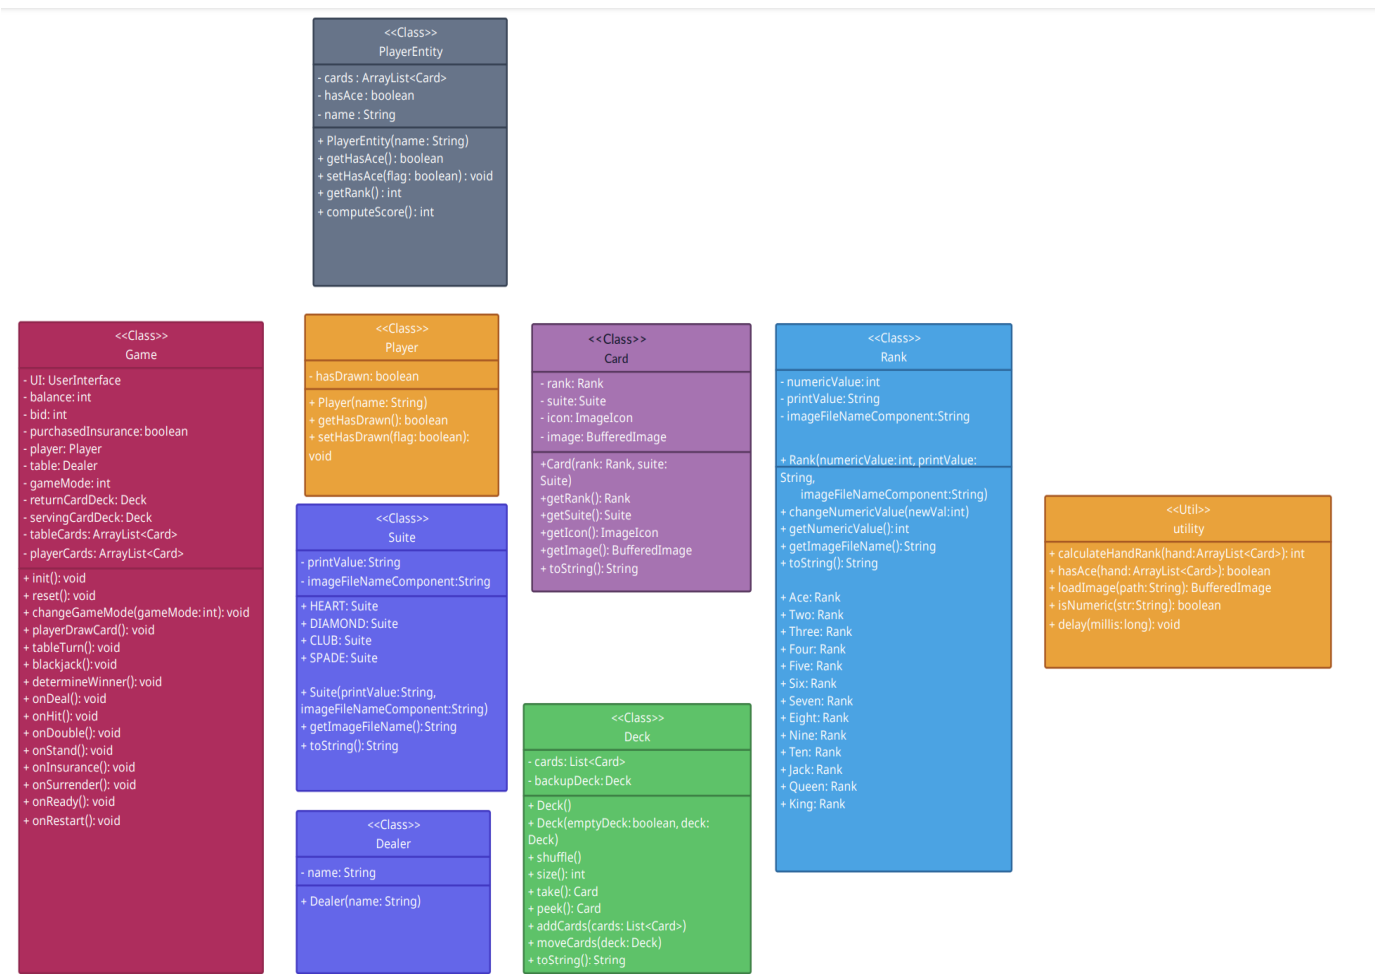 <<Class>>
PlayerEntity
- cards : ArrayList<Card>
- hasAce : boolean
- name : String
+ PlayerEntity(name : String)
+ getHasAce() : boolean
+ setHasAce(flag : boolean) : void
+ getRank() : int
+ computeScore() : int
<<Class>>
Game
- UI: UserInterface
- balance: int
- bid: int
- purchasedInsurance: boolean
- player: Player
- table: Dealer
- gameMode: int
- returnCardDeck: Deck
- servingCardDeck: Deck
- tableCards: ArrayList<Card>
- playerCards: ArrayList<Card>
+ init(): void
+ reset(): void
+ changeGameMode(gameMode: int): void
+ playerDrawCard(): void
+ tableTurn(): void
+ blackjack(): void
+ determineWinner(): void
+ onDeal(): void
+ onHit(): void
+ onDouble(): void
+ onStand(): void
+ onInsurance(): void
+ onSurrender(): void
+ onReady(): void
+ onRestart(): void
<<Class>>
Player
- hasDrawn: boolean
+ Player(name: String)
+ getHasDrawn(): boolean
+ setHasDrawn(flag: boolean):
void
<<Class>>
Suite
- printValue: String
- imageFileNameComponent:String
+ HEART: Suite
+ DIAMOND: Suite
+ CLUB: Suite
+ SPADE: Suite
+ Suite(printValue: String,
imageFileNameComponent:String)
+ getImageFileName(): String
+ toString(): String
<<Class>>
Dealer
- name: String
+ Dealer(name: String)
<<Class>>
Card
- rank: Rank
- suite: Suite
- icon: ImageIcon
- image: BufferedImage
+Card(rank: Rank, suite:
Suite)
+getRank(): Rank
+getSuite(): Suite
+getIcon(): ImageIcon
+getImage(): BufferedImage
+ toString(): String
<<Class>>
Deck
- cards: List<Card>
- backupDeck: Deck
+ Deck()
+ Deck(emptyDeck: boolean, deck:
Deck)
+ shuffle()
+ size(): int
+ take(): Card
+ peek(): Card
+ addCards(cards: List<Card>)
+ moveCards(deck: Deck)
+ toString(): String
<<Class>>
Rank
- numericValue: int
- printValue: String
- imageFileNameComponent:String
+ Rank(numericValue: int, printValue:
String,
imageFileNameComponent:String)
+ changeNumericValue(newVal:int)
+ getNumericValue(): int
+ getImageFileName(): String
+ toString(): String
+ Ace: Rank
+ Two: Rank
+ Three: Rank
+ Four: Rank
+ Five: Rank
+ Six: Rank
+ Seven: Rank
+ Eight: Rank
+ Nine: Rank
+ Ten: Rank
+ Jack: Rank
+ Queen: Rank
+ King: Rank
<<Util>>
utility
+ calculateHandRank(hand:ArrayList<Card>): int
+ hasAce(hand: ArrayList<Card>): boolean
+ loadImage(path: String): BufferedImage
+ isNumeric(str: String): boolean
+ delay(millis: long): void